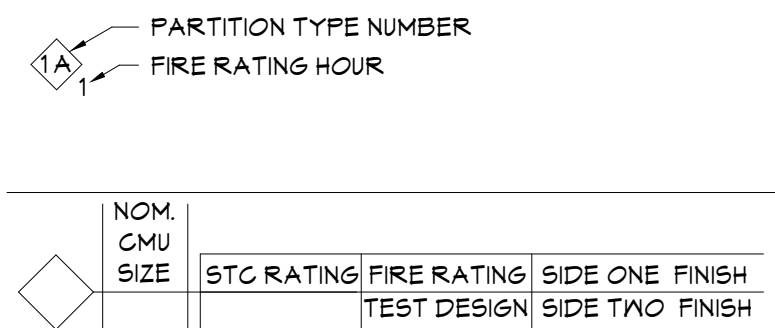 PARTITION TYPE NUMBER
1A
FIRE RATING HOUR
1
NOM.
CMU
SIZE
STC RATING FIRE RATING SIDE ONE FINISH
TEST DESIGN SIDE TWO FINISH